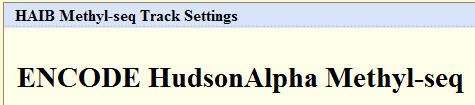 HAIB Methyl-seq Track Settings
ENCODE HudsonAlpha Methyl-seq